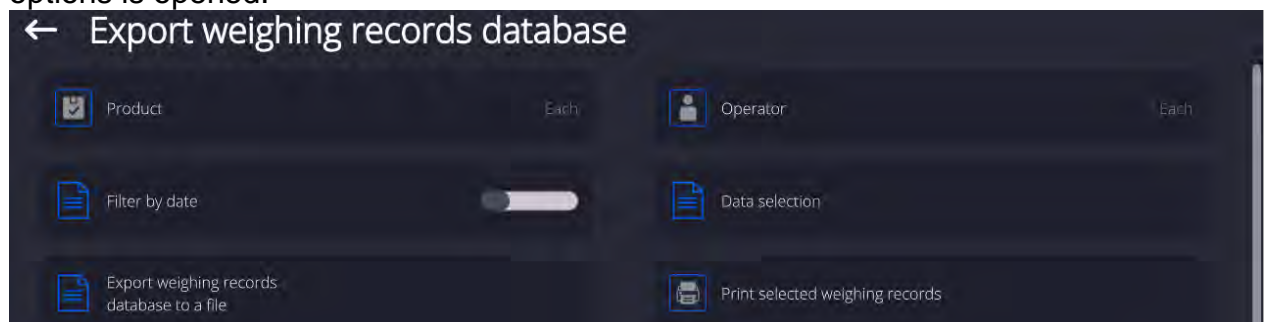 options is opened.
← Export weighing records database
Product Each Operator Each
Filter by date Data selection
Export weighing records
database to a file
Print selected weighing records